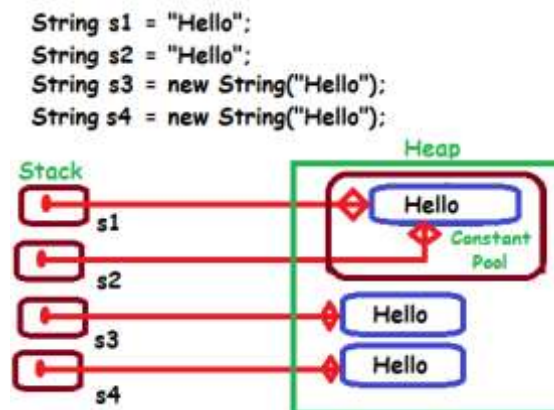 String s1 = "Hello";
String s2 = "Hello";
String s3 = new String("Hello");
String s4 = new String("Hello");
Heap
Stack
Hello
s1
Constant
Pool
s2
Hello
s3
Hello
s4